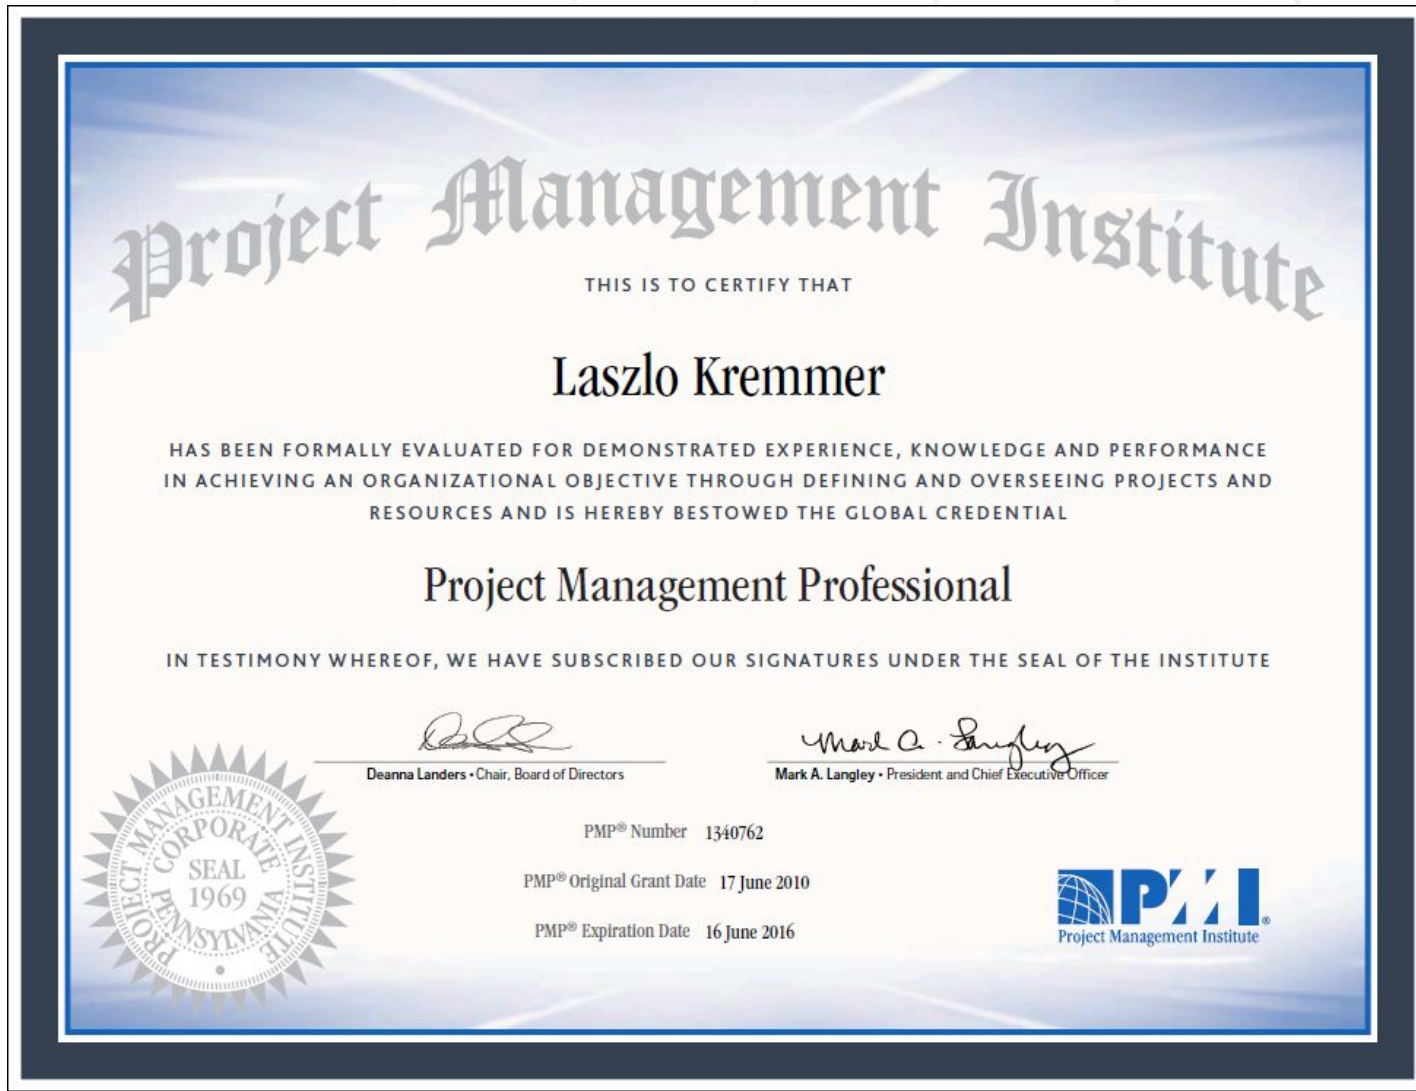 Project Management Institute
THIS IS TO CERTIFY THAT
Laszlo Kremmer
HAS BEEN FORMALLY EVALUATED FOR DEMONSTRATED EXPERIENCE, KNOWLEDGE AND PERFORMANCE
IN ACHIEVING AN ORGANIZATIONAL OBJECTIVE THROUGH DEFINING AND OVERSEEING PROJECTS AND
RESOURCES AND IS HEREBY BESTOWED THE GLOBAL CREDENTIAL
Project Management Professional
IN TESTIMONY WHEREOF, WE HAVE SUBSCRIBED OUR SIGNATURES UNDER THE SEAL OF THE INSTITUTE
Mark A. Langley
Deanna Landers • Chair, Board of Directors
Mark A. Langley • President and Chief Executive Officer
PROJECT MANAGEMENT INSTITUTE
CORPORATE
SEAL
1969
PENNSYLVANIA
PMP® Number 1340762
PMP® Original Grant Date 17 June 2010
PMP® Expiration Date 16 June 2016
PMI®
Project Management Institute